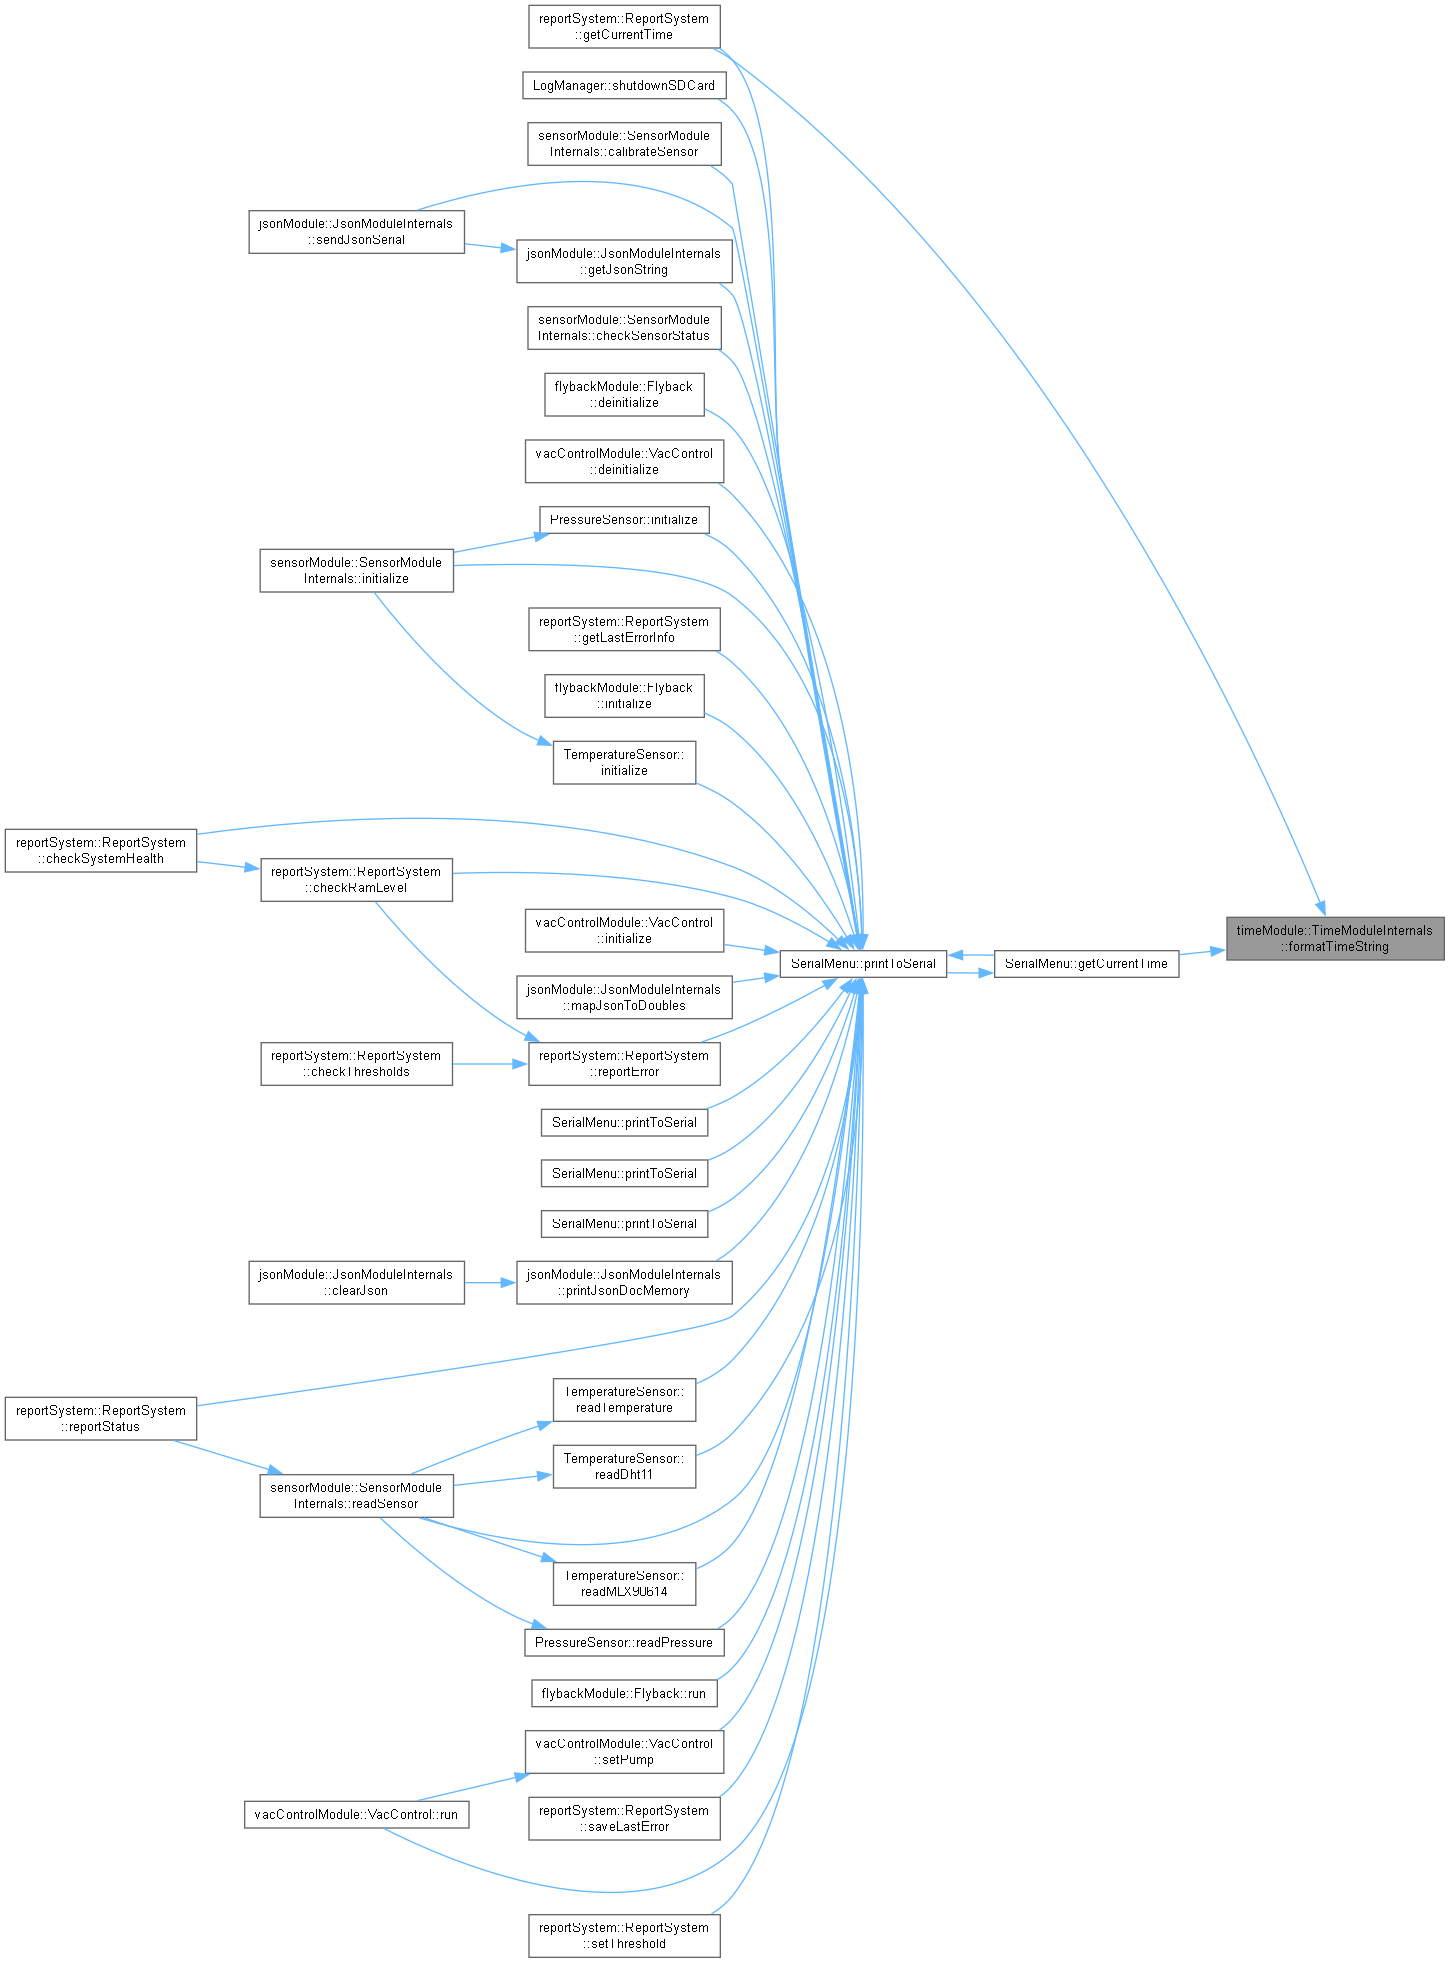 reportSystem::ReportSystem
::getCurrentTime
LogManager::shutdownSDCard
sensorModule::SensorModule
Internals::calibrateSensor
jsonModule::JsonModuleInternals
::sendJsonSerial
jsonModule::JsonModuleInternals
::getJsonString
sensorModule::SensorModule
Internals::checkSensorStatus
flybackModule::Flyback
::deinitialize
vacControlModule::VacControl
::deinitialize
PressureSensor::initialize
sensorModule::SensorModule
Internals::initialize
reportSystem::ReportSystem
::getLastErrorInfo
flybackModule::Flyback
::initialize
TemperatureSensor::
initialize
reportSystem::ReportSystem
::checkSystemHealth
reportSystem::ReportSystem
::checkRamLevel
vacControlModule::VacControl
::initialize
timeModule::TimeModuleInternals
::formatTimeString
SerialMenu::printToSerial
SerialMenu::getCurrentTime
jsonModule::JsonModuleInternals
::mapJsonToDoubles
reportSystem::ReportSystem
::checkThresholds
reportSystem::ReportSystem
::reportError
SerialMenu::printToSerial
SerialMenu::printToSerial
SerialMenu::printToSerial
jsonModule::JsonModuleInternals
::clearJson
jsonModule::JsonModuleInternals
::printJsonDocMemory
TemperatureSensor::
readTemperature
reportSystem::ReportSystem
::reportStatus
TemperatureSensor::
readDht11
sensorModule::SensorModule
Internals::readSensor
TemperatureSensor::
readMLX90614
PressureSensor::readPressure
flybackModule::Flyback::run
vacControlModule::VacControl
::setPump
vacControlModule::VacControl::run
reportSystem::ReportSystem
::saveLastError
reportSystem::ReportSystem
::setThreshold